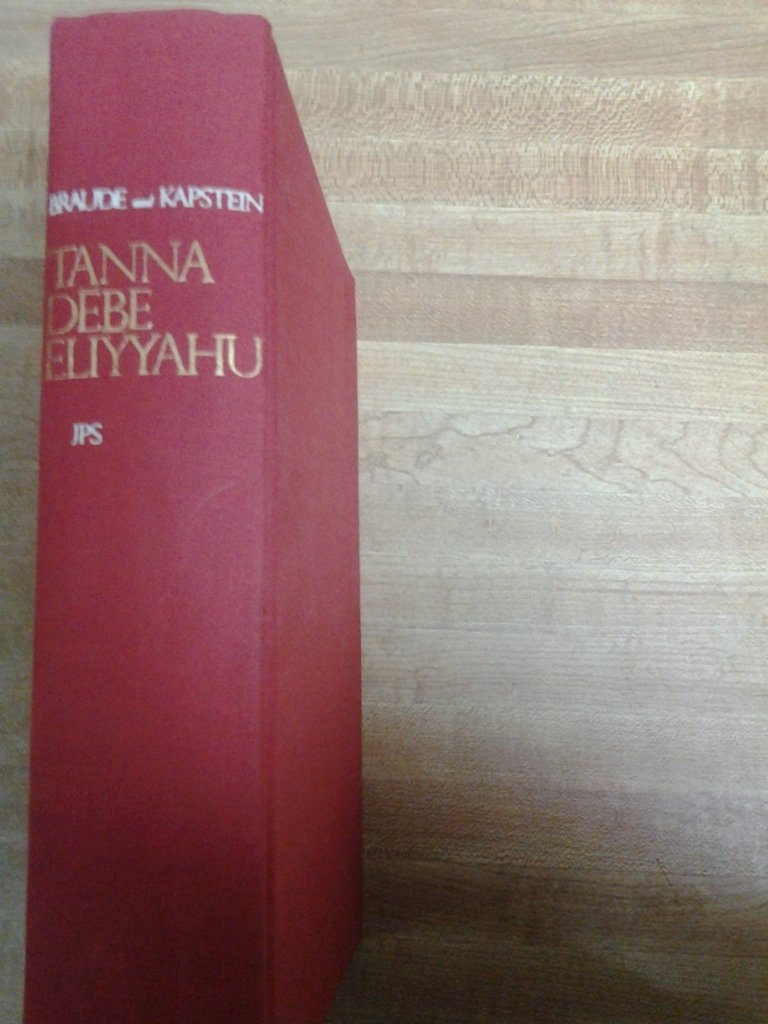 BRAUDE and KAPSTEIN
TANNA
DEBE
ELIYYAHU
JPS